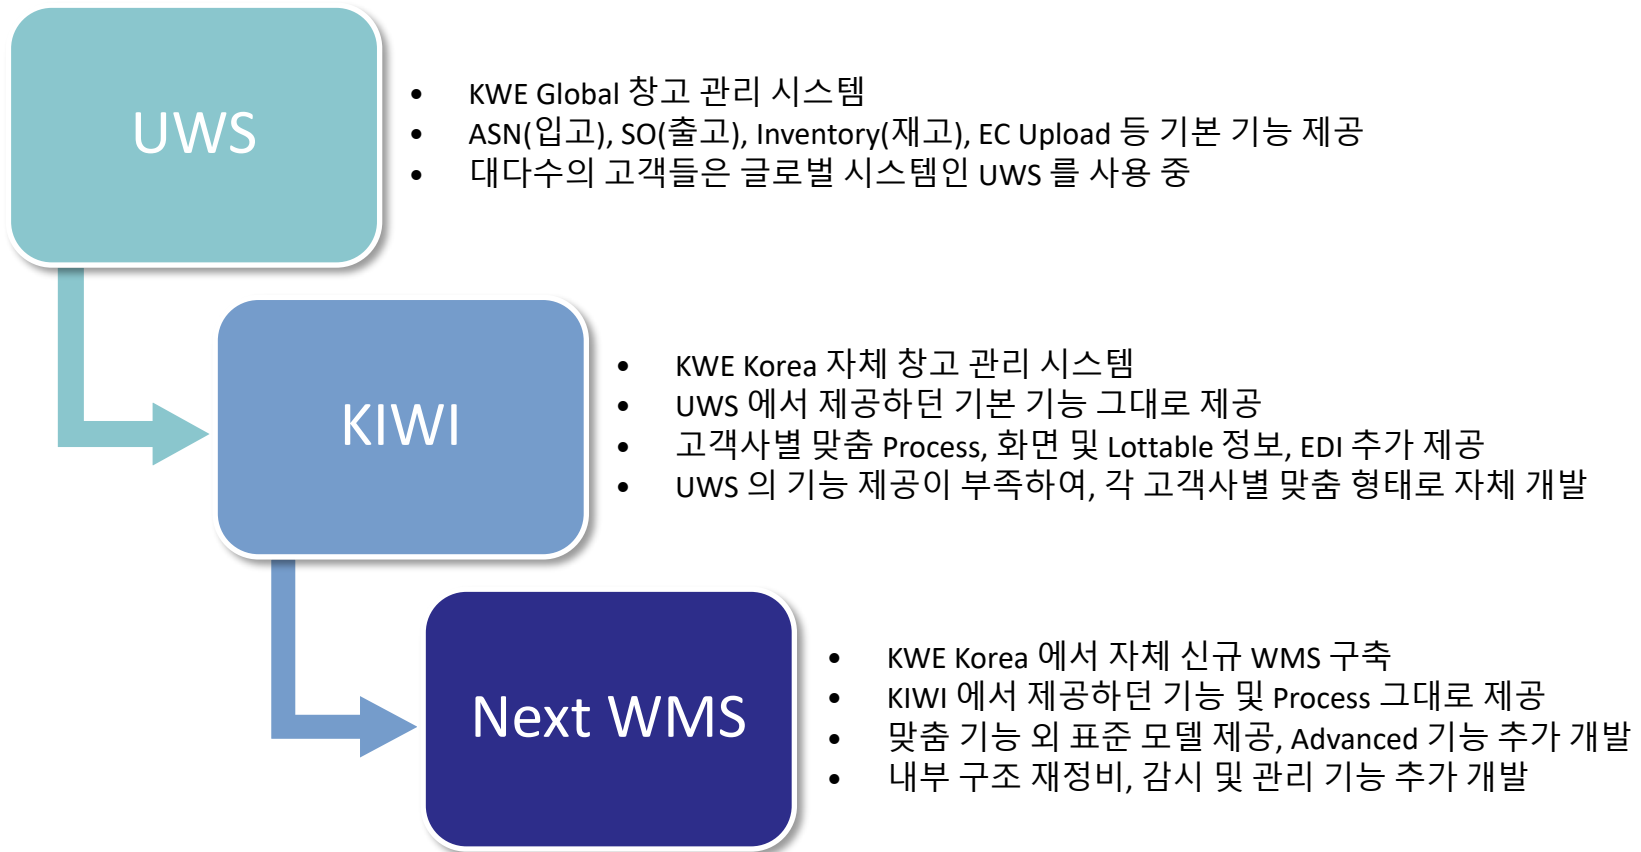 UWS
• KWE Global 창고 관리 시스템
• ASN(입고), SO(출고), Inventory(재고), EC Upload 등 기본 기능 제공
• 대다수의 고객들은 글로벌 시스템인 UWS 를 사용 중
KIWI
• KWE Korea 자체 창고 관리 시스템
• UWS 에서 제공하던 기본 기능 그대로 제공
• 고객사별 맞춤 Process, 화면 및 Lottable 정보, EDI 추가 제공
• UWS 의 기능 제공이 부족하여, 각 고객사별 맞춤 형태로 자체 개발
Next WMS
• KWE Korea 에서 자체 신규 WMS 구축
• KIWI 에서 제공하던 기능 및 Process 그대로 제공
• 맞춤 기능 외 표준 모델 제공, Advanced 기능 추가 개발
• 내부 구조 재정비, 감시 및 관리 기능 추가 개발